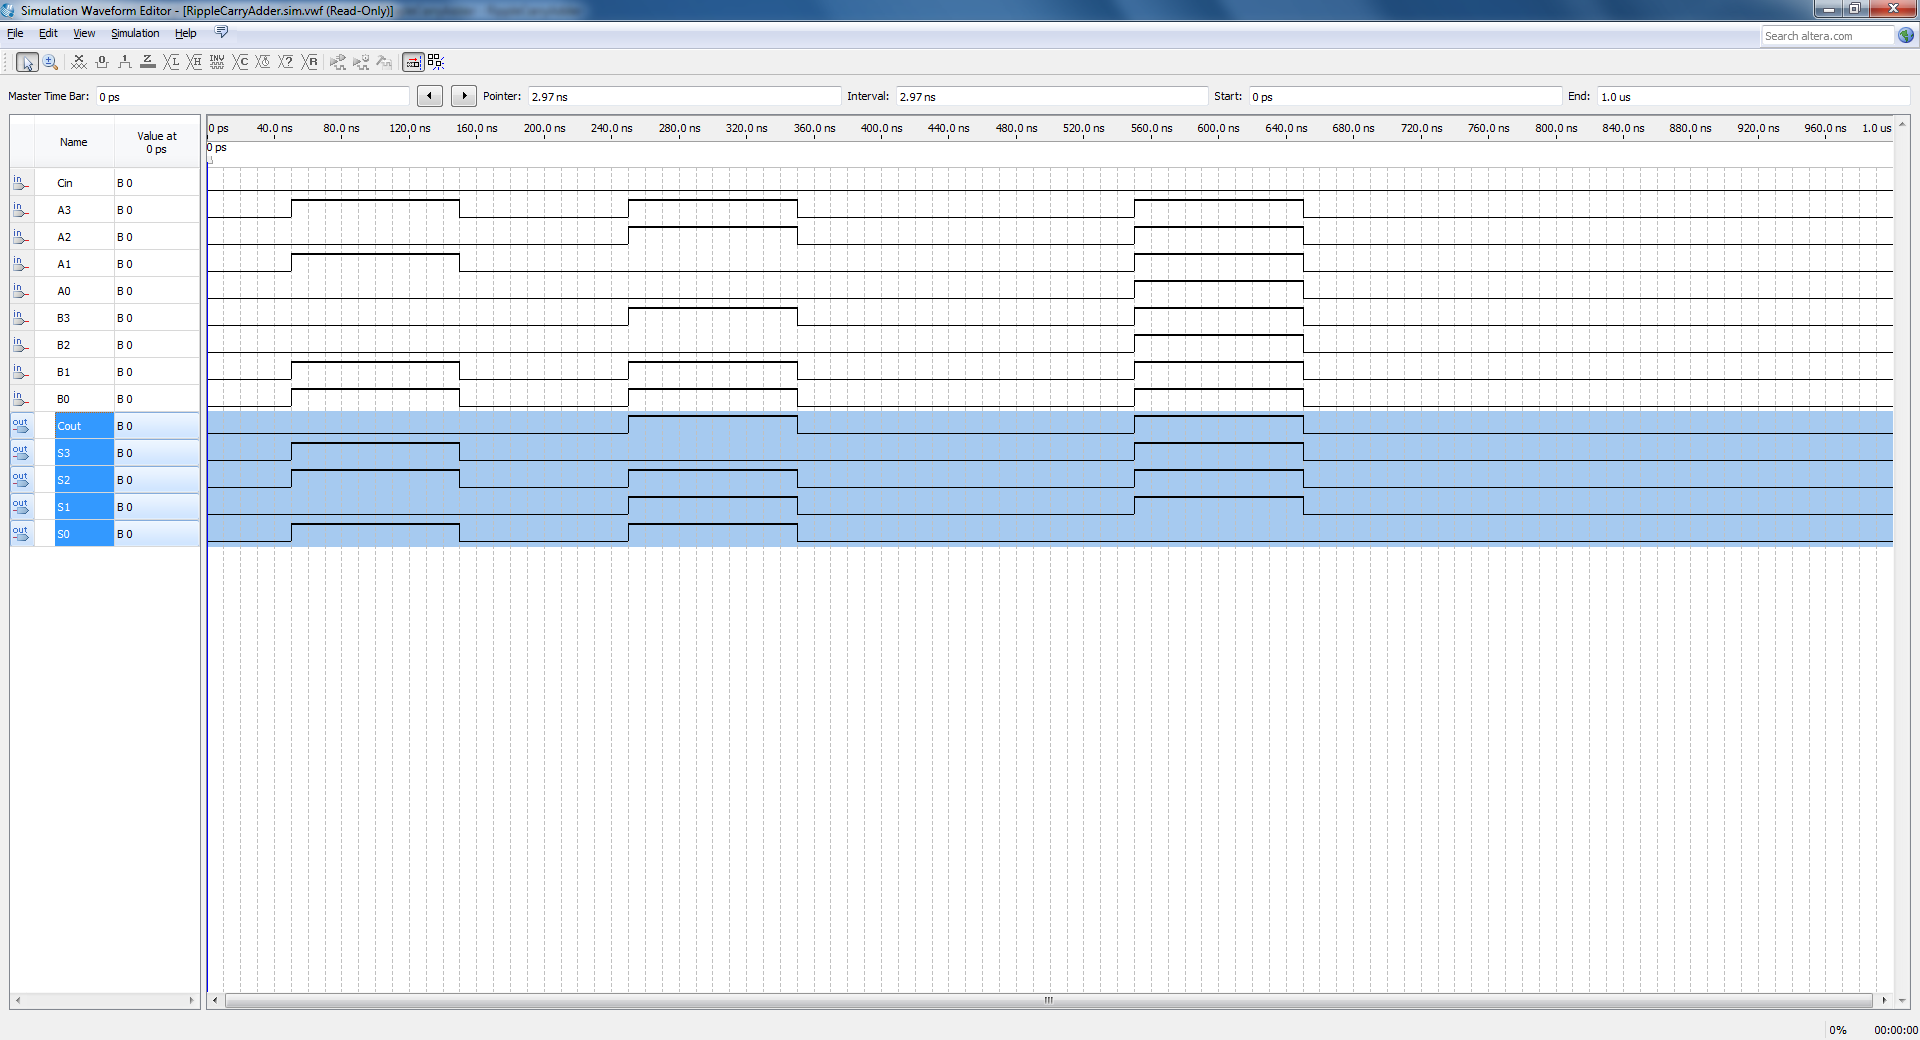 Simulation Waveform Editor - [RippleCarryAdder.sim.vwf (Read-Only)]
File Edit View Simulation Help
Search altera.com
Master Time Bar: 0 ps Pointer: 2.97 ns Interval: 2.97 ns Start: 0 ps End: 1.0 us
Name Value at 0 ps
0 ps 40.0 ns 80.0 ns 120.0 ns 160.0 ns 200.0 ns 240.0 ns 280.0 ns 320.0 ns 360.0 ns 400.0 ns 440.0 ns 480.0 ns 520.0 ns 560.0 ns 600.0 ns 640.0 ns 680.0 ns 720.0 ns 760.0 ns 800.0 ns 840.0 ns 880.0 ns 920.0 ns 960.0 ns 1.0 us
0 ps
in Cin B 0
in A3 B 0
in A2 B 0
in A1 B 0
in A0 B 0
in B3 B 0
in B2 B 0
in B1 B 0
in B0 B 0
out Cout B 0
out S3 B 0
out S2 B 0
out S1 B 0
out S0 B 0
0% 00:00:00